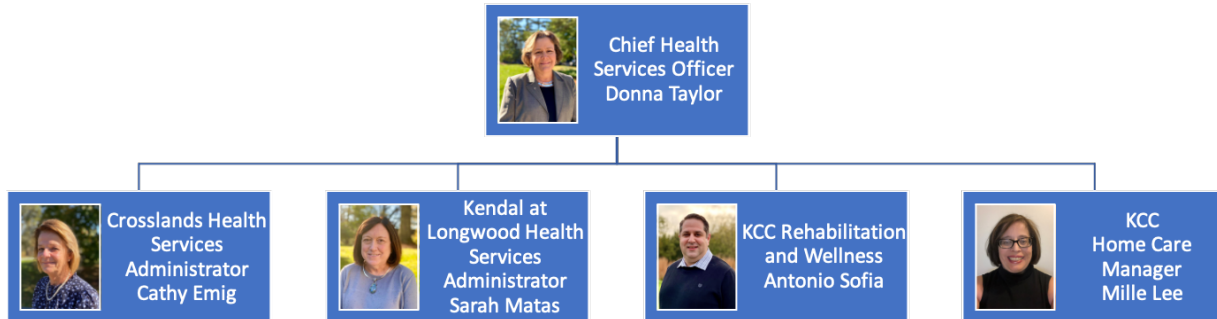 Chief Health
Services Officer
Donna Taylor
Crosslands Health
Services
Administrator
Cathy Emig
Kendal at
Longwood Health
Services
Administrator
Sarah Matas
KCC Rehabilitation
and Wellness
Antonio Sofia
KCC
Home Care
Manager
Mille Lee